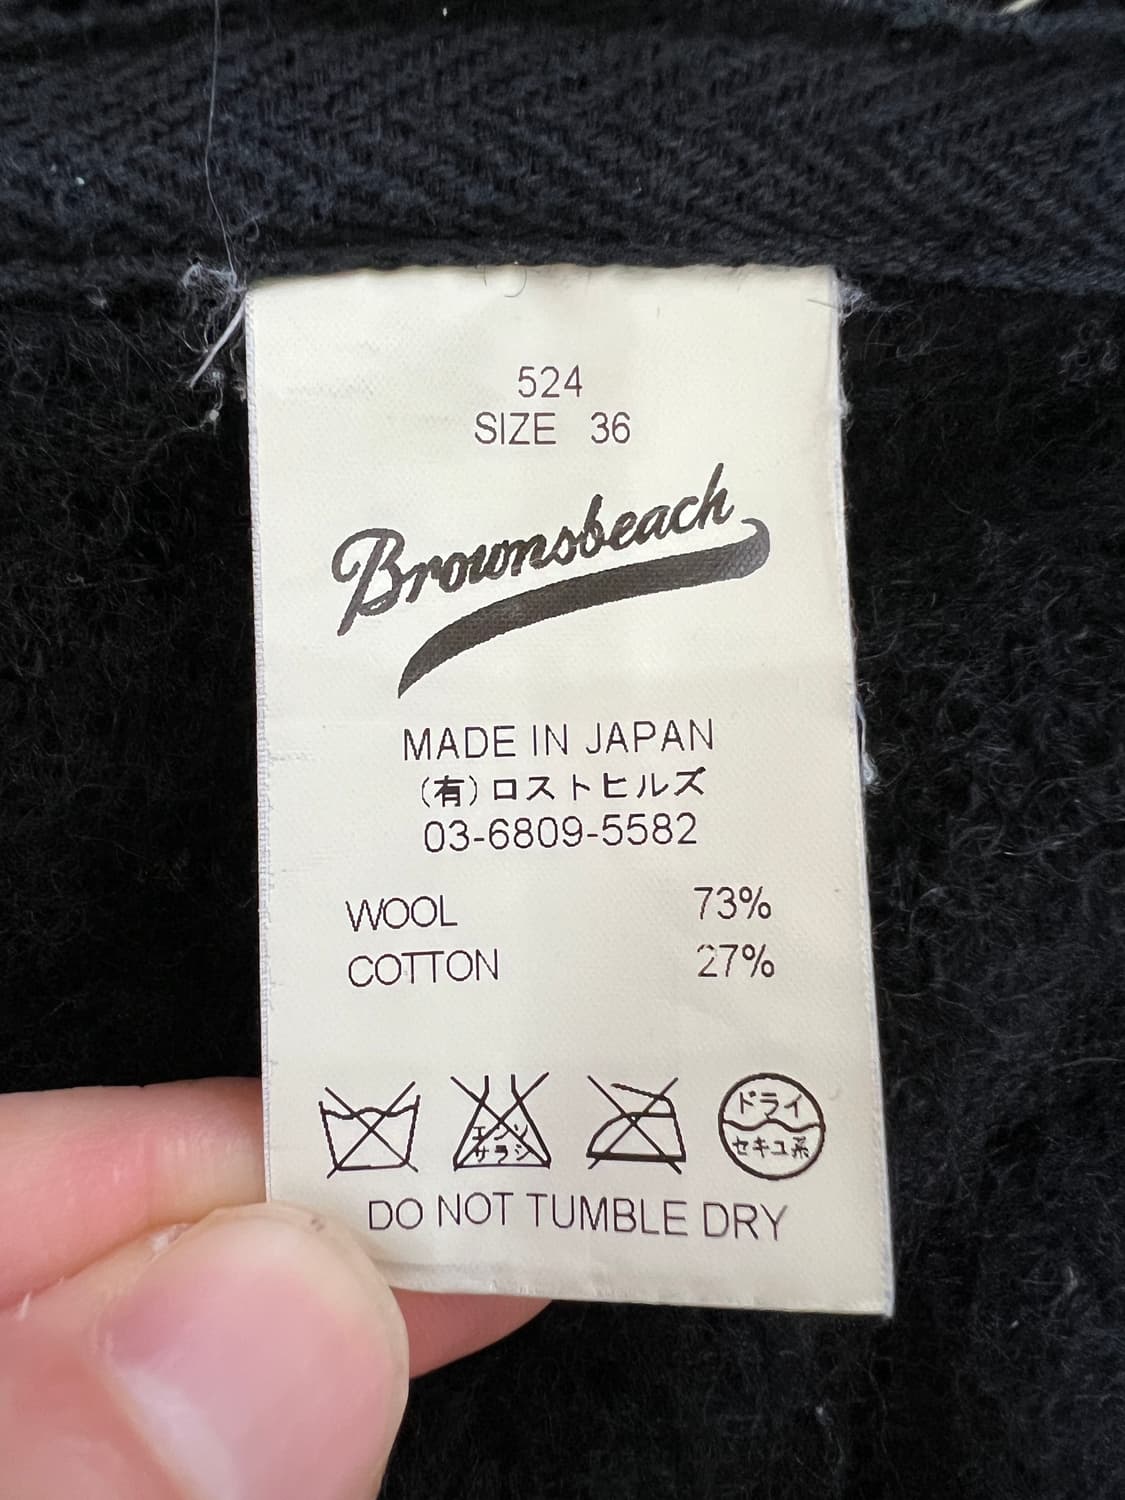 524
SIZE 36
Brownsbeach
MADE IN JAPAN
(有)ロストヒルズ
03-6809-5582
WOOL 73%
COTTON 27%
エンソ
サラシ
ドライ
セキユ系
DO NOT TUMBLE DRY